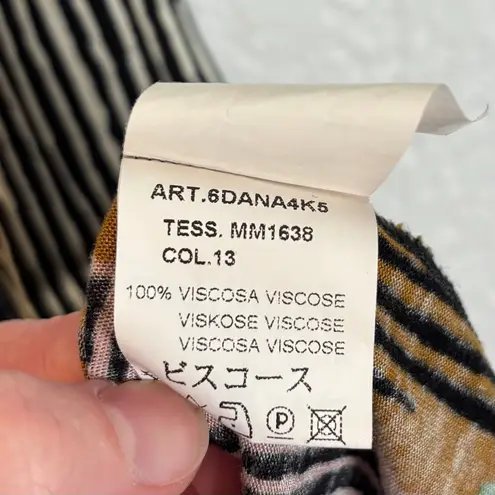 ART.6DANA4K5
TESS. MM1638
COL.13
100% VISCOSA VISCOSE
VISKOSE VISCOSE
VISCOSA VISCOSE
ビスコース
P